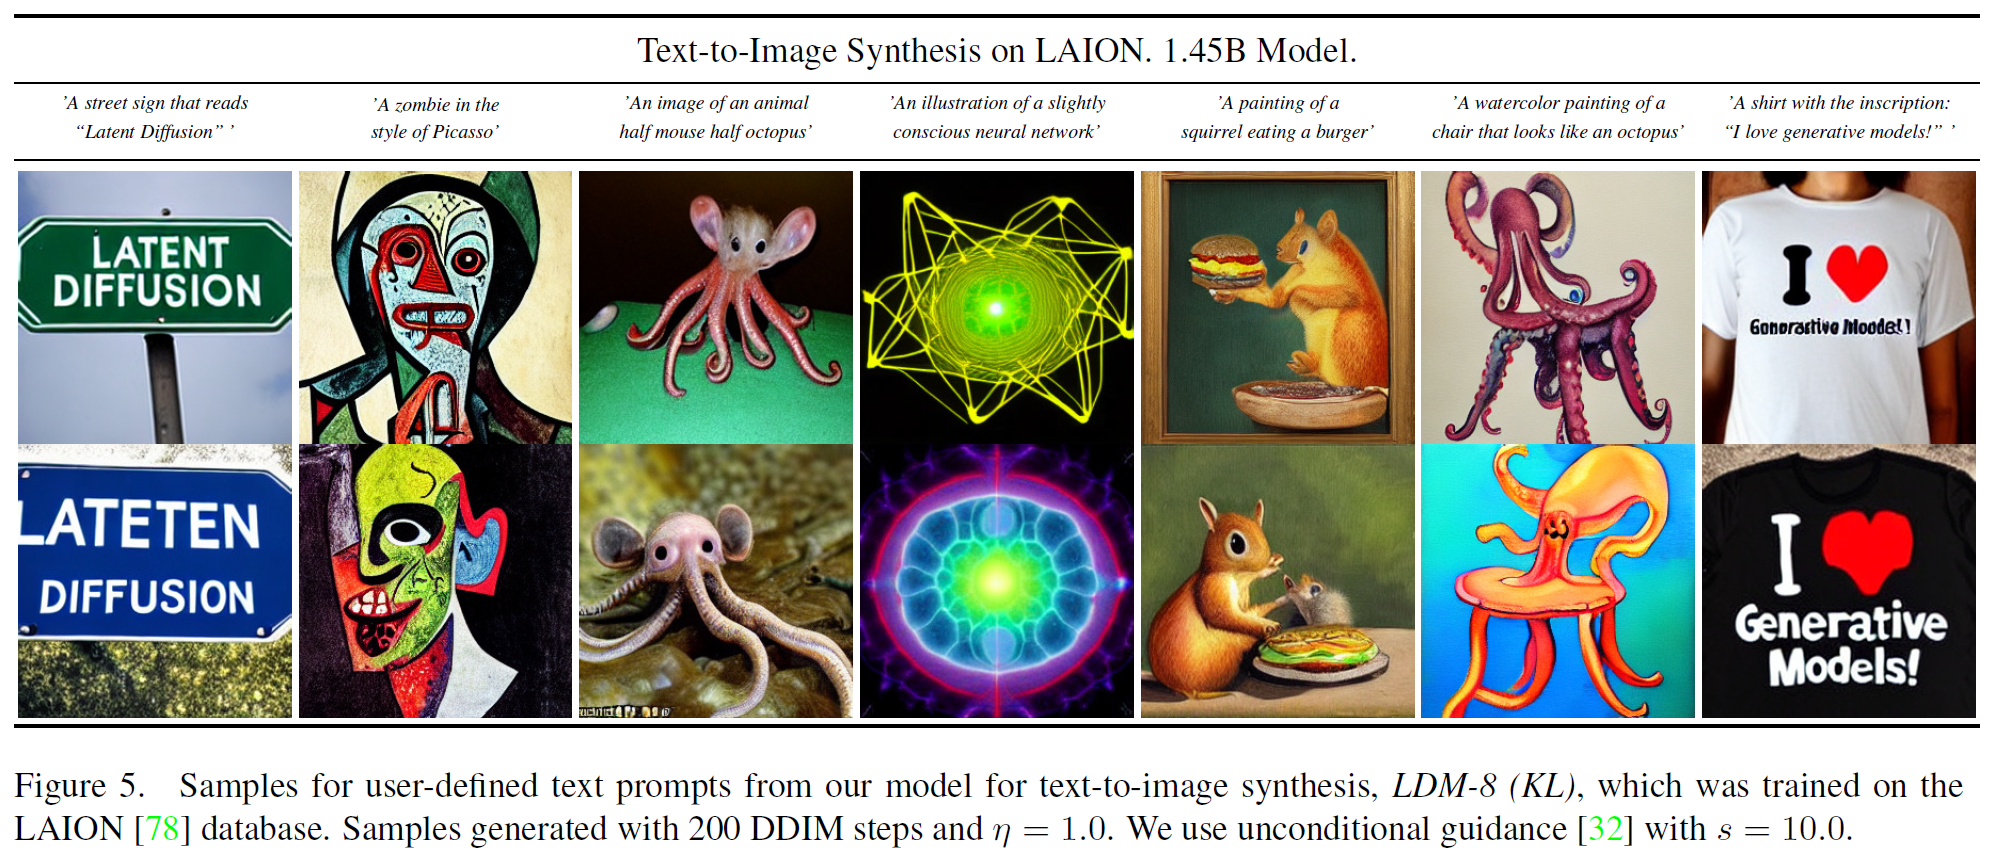 Text-to-Image Synthesis on LAION. 1.45B Model.
’A street sign that reads
“Latent Diffusion” ’
’A zombie in the
style of Picasso’
’An image of an animal
half mouse half octopus’
’An illustration of a slightly
conscious neural network’
’A painting of a
squirrel eating a burger’
’A watercolor painting of a
chair that looks like an octopus’
’A shirt with the inscription:
“I love generative models!” ’
LATENT
DIFFUSION
I
LATETEN
DIFFUSION
I
Generative
Models!
Figure 5. Samples for user-defined text prompts from our model for text-to-image synthesis, LDM-8 (KL), which was trained on the
LAION [78] database. Samples generated with 200 DDIM steps and η = 1.0. We use unconditional guidance [32] with s = 10.0.